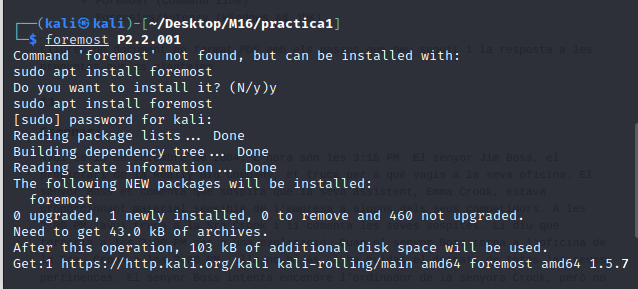 ┌──(kali㉿kali)-[~/Desktop/M16/practica1]
└─$ foremost P2.2.001
Command 'foremost' not found, but can be installed with:
sudo apt install foremost
Do you want to install it? (N/y)y
sudo apt install foremost
[sudo] password for kali:
Reading package lists... Done
Building dependency tree... Done
Reading state information... Done
The following NEW packages will be installed:
  foremost
0 upgraded, 1 newly installed, 0 to remove and 460 not upgraded.
Need to get 43.0 kB of archives.
After this operation, 103 kB of additional disk space will be used.
Get:1 https://http.kali.org/kali kali-rolling/main amd64 foremost amd64 1.5.7